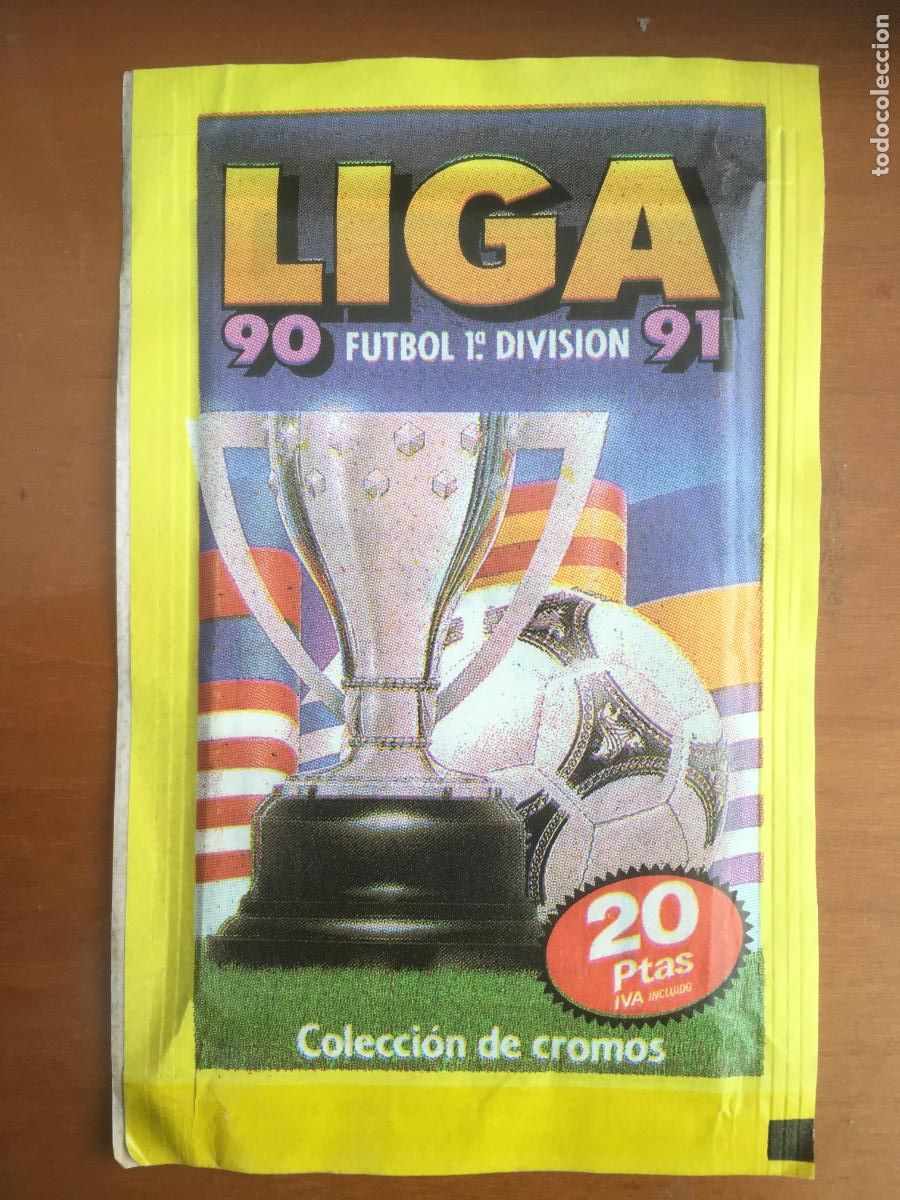 LIGA
90 FUTBOL 1ª DIVISION 91
20
Ptas
IVA INCLUIDO
Colección de cromos
todocoleccion